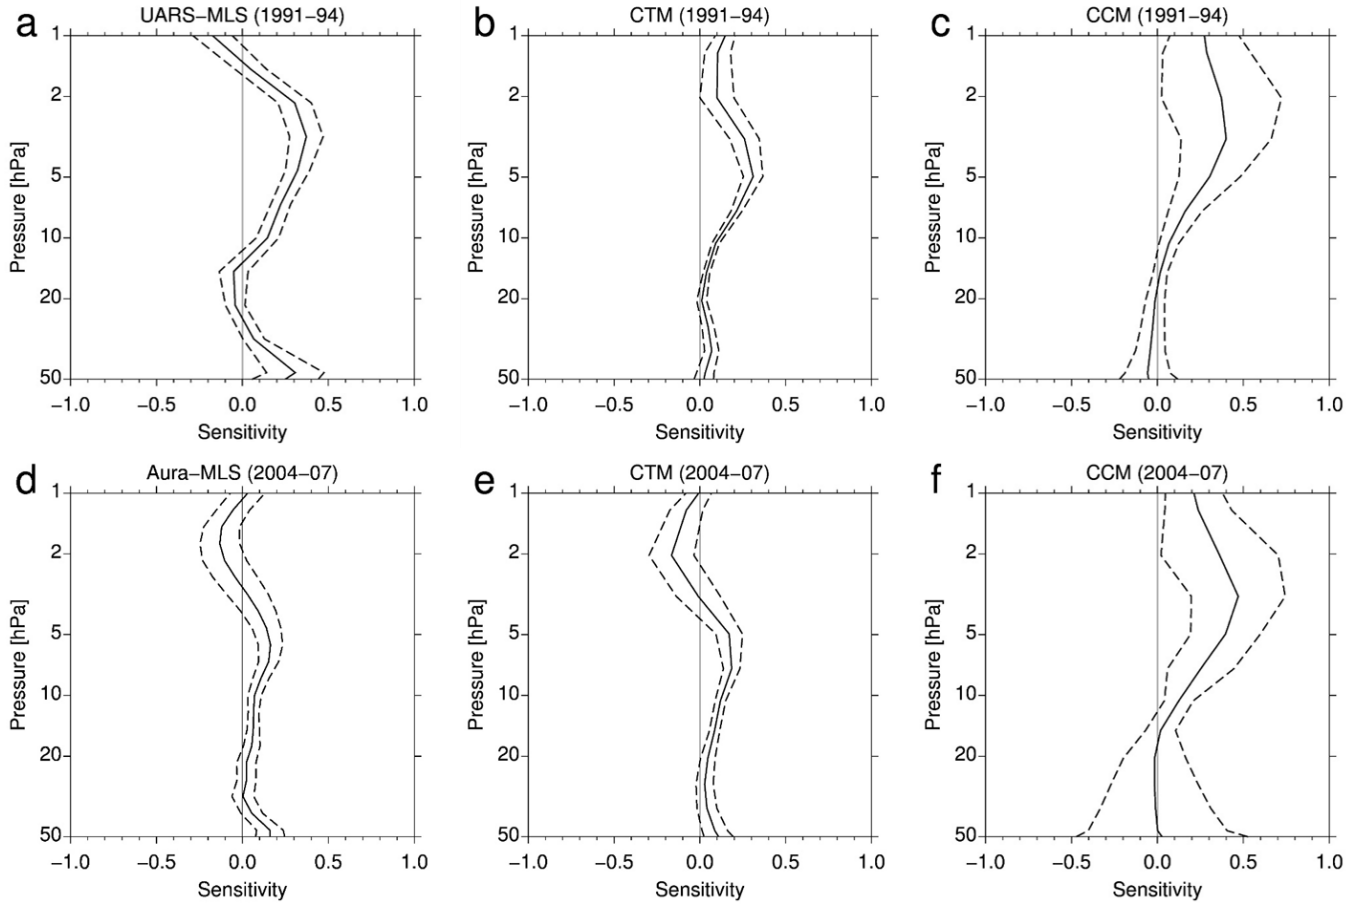 a UARS−MLS (1991−94)
1
2
5
10
20
50
Pressure [hPa]
−1.0 −0.5 0.0 0.5 1.0
Sensitivity
b CTM (1991−94)
1
2
5
10
20
50
Pressure [hPa]
−1.0 −0.5 0.0 0.5 1.0
Sensitivity
c CCM (1991−94)
1
2
5
10
20
50
Pressure [hPa]
−1.0 −0.5 0.0 0.5 1.0
Sensitivity
d Aura−MLS (2004−07)
1
2
5
10
20
50
Pressure [hPa]
−1.0 −0.5 0.0 0.5 1.0
Sensitivity
e CTM (2004−07)
1
2
5
10
20
50
Pressure [hPa]
−1.0 −0.5 0.0 0.5 1.0
Sensitivity
f CCM (2004−07)
1
2
5
10
20
50
Pressure [hPa]
−1.0 −0.5 0.0 0.5 1.0
Sensitivity